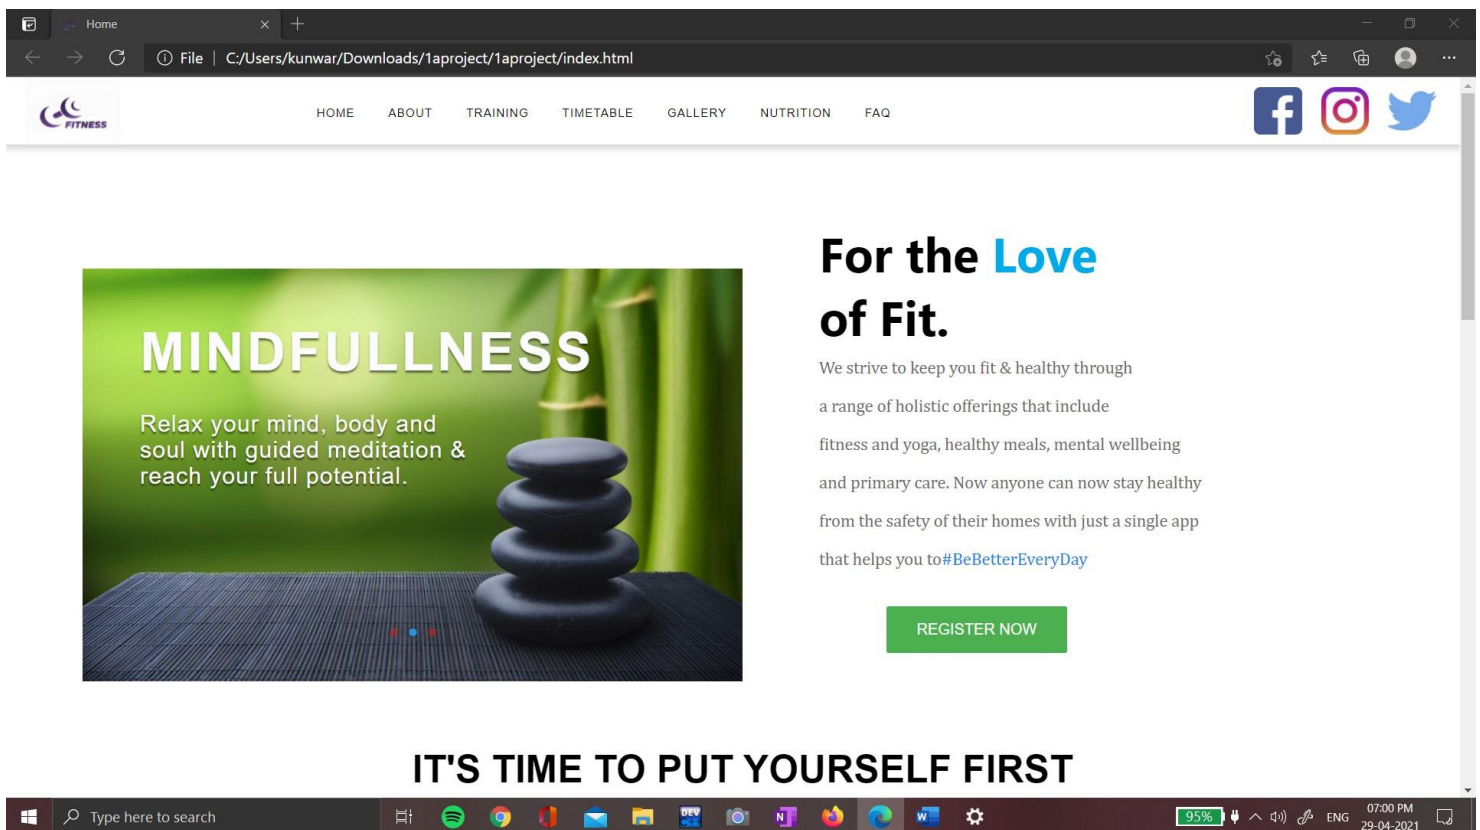 Home
File | C:/Users/kunwar/Downloads/1aproject/1aproject/index.html
FITNESS
HOME ABOUT TRAINING TIMETABLE GALLERY NUTRITION FAQ
MINDFULLNESS
Relax your mind, body and
soul with guided meditation &
reach your full potential.
For the Love
of Fit.
We strive to keep you fit & healthy through
a range of holistic offerings that include
fitness and yoga, healthy meals, mental wellbeing
and primary care. Now anyone can now stay healthy
from the safety of their homes with just a single app
that helps you to#BeBetterEveryDay
REGISTER NOW
IT'S TIME TO PUT YOURSELF FIRST
Type here to search
DEV
N
W
95%
ENG
07:00 PM
29-04-2021